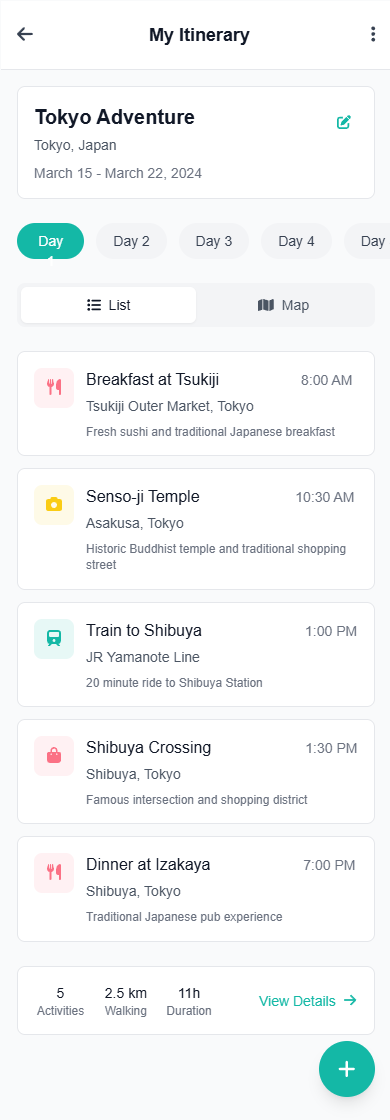 My Itinerary
Tokyo Adventure
Tokyo, Japan
March 15 - March 22, 2024
Day
Day 2
Day 3
Day 4
Day
List
Map
Breakfast at Tsukiji
8:00 AM
Tsukiji Outer Market, Tokyo
Fresh sushi and traditional Japanese breakfast
Senso-ji Temple
10:30 AM
Asakusa, Tokyo
Historic Buddhist temple and traditional shopping
street
Train to Shibuya
1:00 PM
JR Yamanote Line
20 minute ride to Shibuya Station
Shibuya Crossing
1:30 PM
Shibuya, Tokyo
Famous intersection and shopping district
Dinner at Izakaya
7:00 PM
Shibuya, Tokyo
Traditional Japanese pub experience
5
Activities
2.5 km
Walking
11h
Duration
View Details